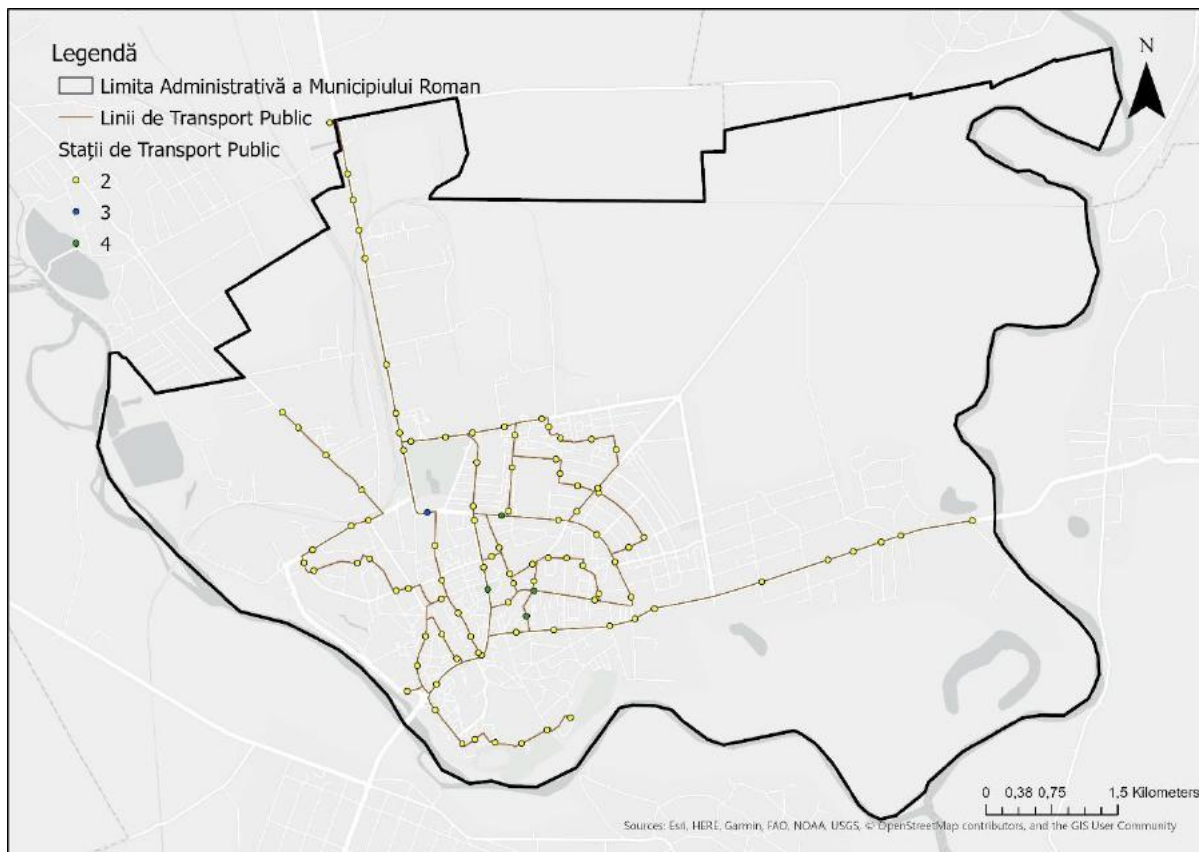 Legendă
Limita Administrativă a Municipiului Roman
Linii de Transport Public
Stații de Transport Public
2
3
4
N
0 0,38 0,75 1,5 Kilometers
Sources: Esri, HERE, Garmin, FAO, NOAA, USGS, © OpenStreetMap contributors, and the GIS User Community